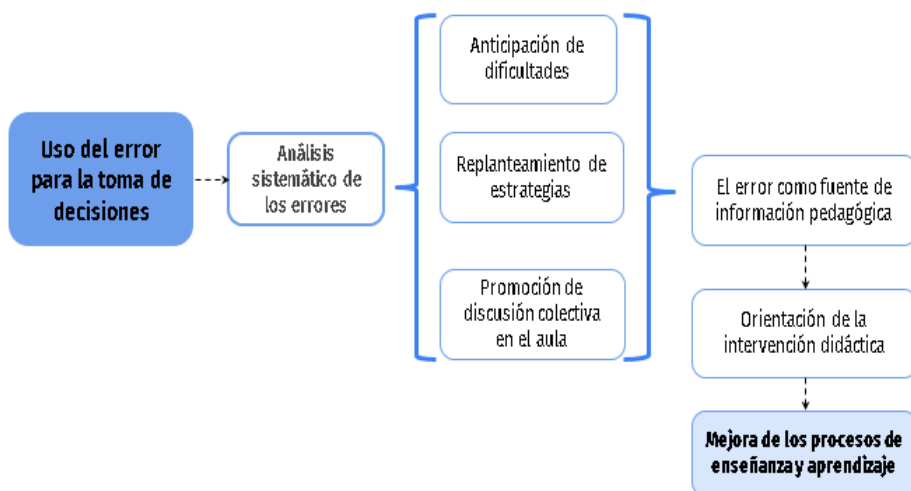 Uso del error
para la toma de
decisiones
Análisis
sistemático de
los errores
Anticipación de
dificultades
Replanteamiento de
estrategias
Promoción de
discusión colectiva
en el aula
El error como fuente de
información pedagógica
Orientación de la
intervención didáctica
Mejora de los procesos de
enseñanza y aprendizaje